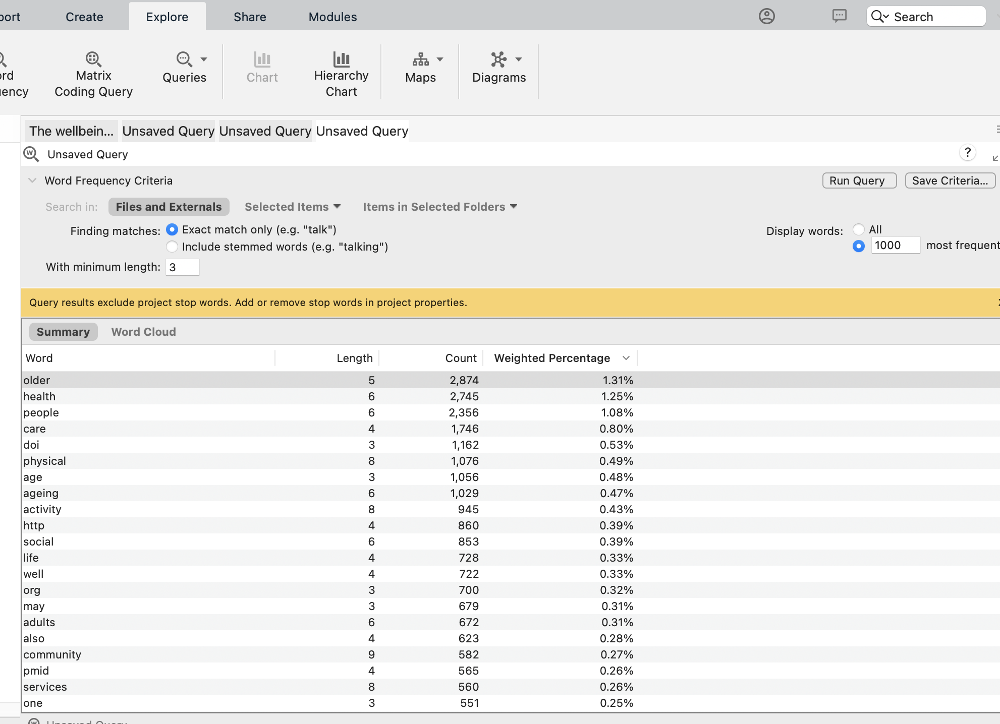 Create Explore Share Modules Search
Matrix Coding Query
Queries
Chart
Hierarchy Chart
Maps
Diagrams
The wellbein... Unsaved Query Unsaved Query Unsaved Query
Unsaved Query ?
Word Frequency Criteria Run Query Save Criteria...
Search in: Files and Externals Selected Items Items in Selected Folders
Finding matches: Exact match only (e.g. "talk") Display words: All
Include stemmed words (e.g. "talking") 1000 most frequent
With minimum length: 3
Query results exclude project stop words. Add or remove stop words in project properties.
Summary Word Cloud
Word Length Count Weighted Percentage
older 5 2,874 1.31%
health 6 2,745 1.25%
people 6 2,356 1.08%
care 4 1,746 0.80%
doi 3 1,162 0.53%
physical 8 1,076 0.49%
age 3 1,056 0.48%
ageing 6 1,029 0.47%
activity 8 945 0.43%
http 4 860 0.39%
social 6 853 0.39%
life 4 728 0.33%
well 4 722 0.33%
org 3 700 0.32%
may 3 679 0.31%
adults 6 672 0.31%
also 4 623 0.28%
community 9 582 0.27%
pmid 4 565 0.26%
services 8 560 0.26%
one 3 551 0.25%
Unsaved Query